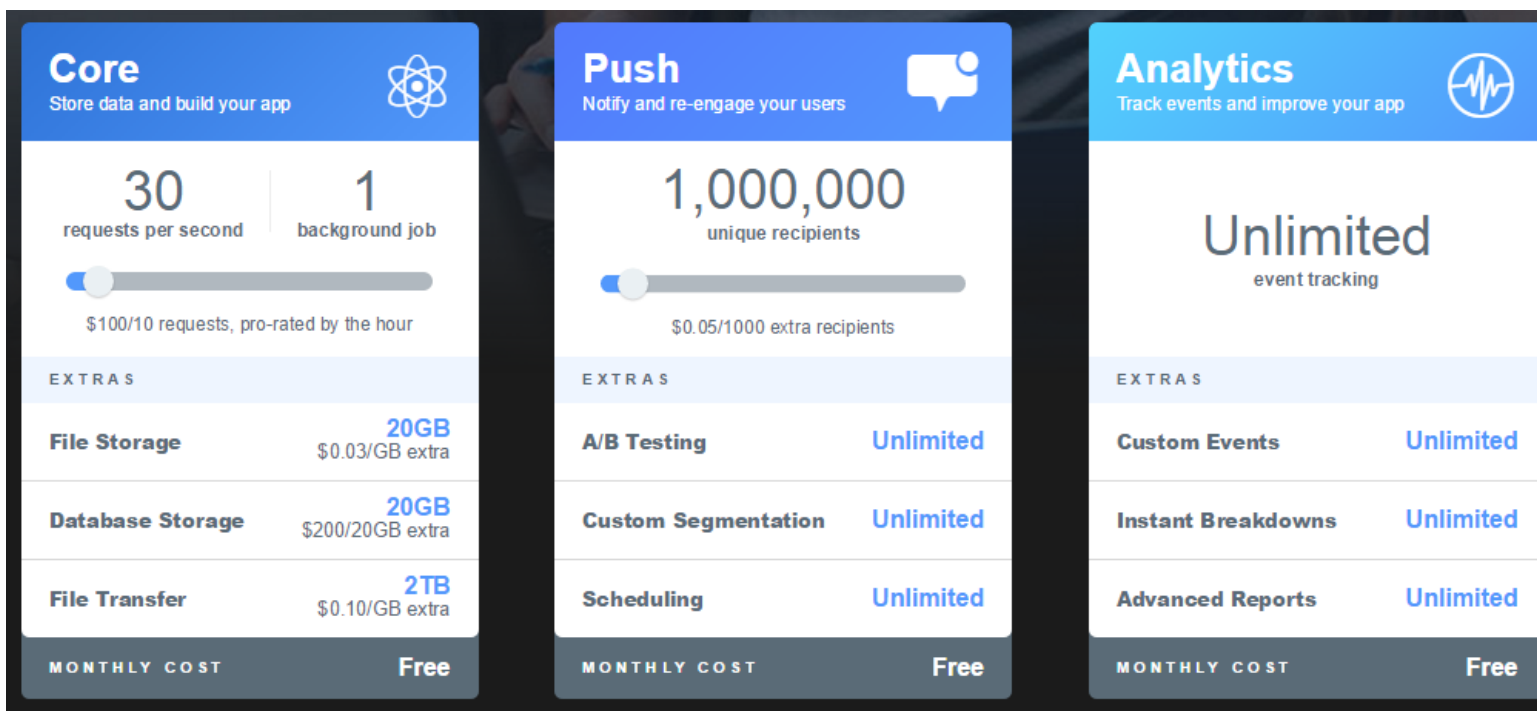 Core
Store data and build your app
30
requests per second
1
background job
$100/10 requests, pro-rated by the hour
EXTRAS
File Storage
20GB
$0.03/GB extra
Database Storage
20GB
$200/20GB extra
File Transfer
2TB
$0.10/GB extra
MONTHLY COST
Free
Push
Notify and re-engage your users
1,000,000
unique recipients
$0.05/1000 extra recipients
EXTRAS
A/B Testing
Unlimited
Custom Segmentation
Unlimited
Scheduling
Unlimited
MONTHLY COST
Free
Analytics
Track events and improve your app
Unlimited
event tracking
EXTRAS
Custom Events
Unlimited
Instant Breakdowns
Unlimited
Advanced Reports
Unlimited
MONTHLY COST
Free